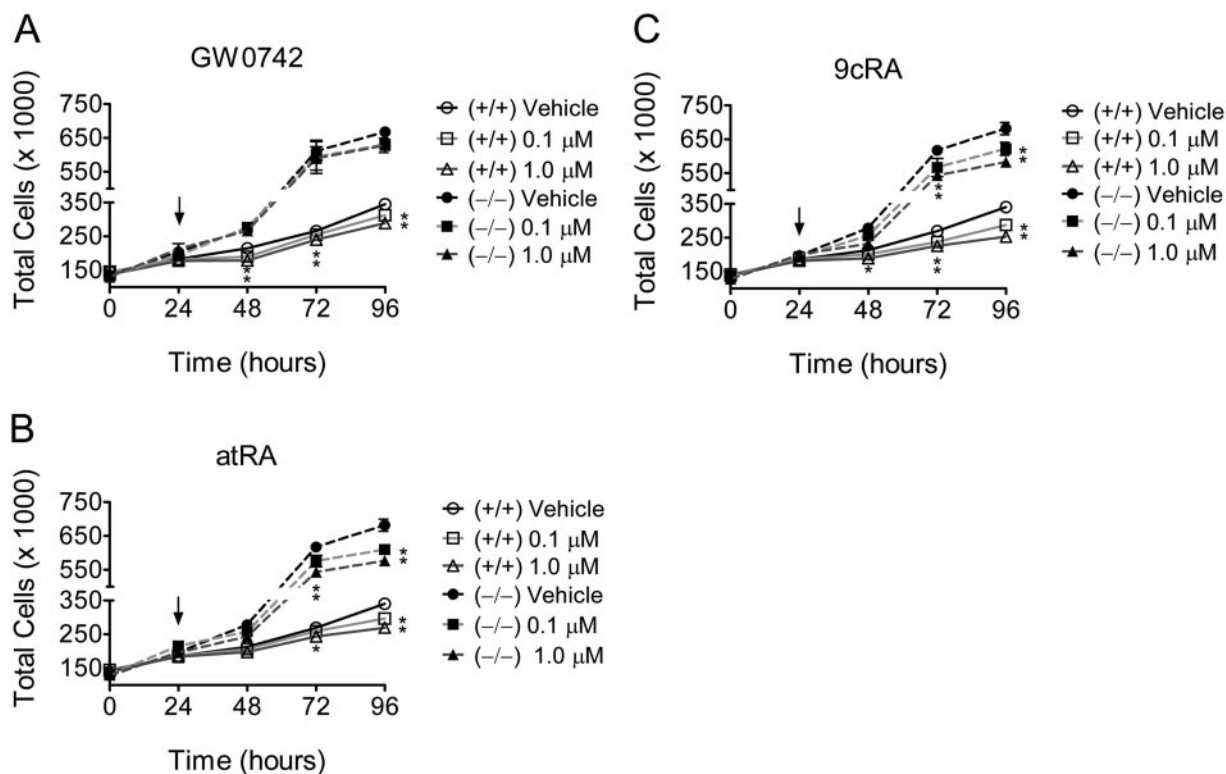 A
GW0742
Total Cells (x 1000)
750
650
550
350
250
150
0 24 48 72 96
Time (hours)
(+/+) Vehicle
(+/+) 0.1 μM
(+/+) 1.0 μM
(−/−) Vehicle
(−/−) 0.1 μM
(−/−) 1.0 μM
* *
* *
* *
B
atRA
Total Cells (x 1000)
750
650
550
350
250
150
0 24 48 72 96
Time (hours)
(+/+) Vehicle
(+/+) 0.1 μM
(+/+) 1.0 μM
(−/−) Vehicle
(−/−) 0.1 μM
(−/−) 1.0 μM
* *
* *
* *
*
C
9cRA
Total Cells (x 1000)
750
650
550
350
250
150
0 24 48 72 96
Time (hours)
(+/+) Vehicle
(+/+) 0.1 μM
(+/+) 1.0 μM
(−/−) Vehicle
(−/−) 0.1 μM
(−/−) 1.0 μM
* *
* *
* *
*
* *